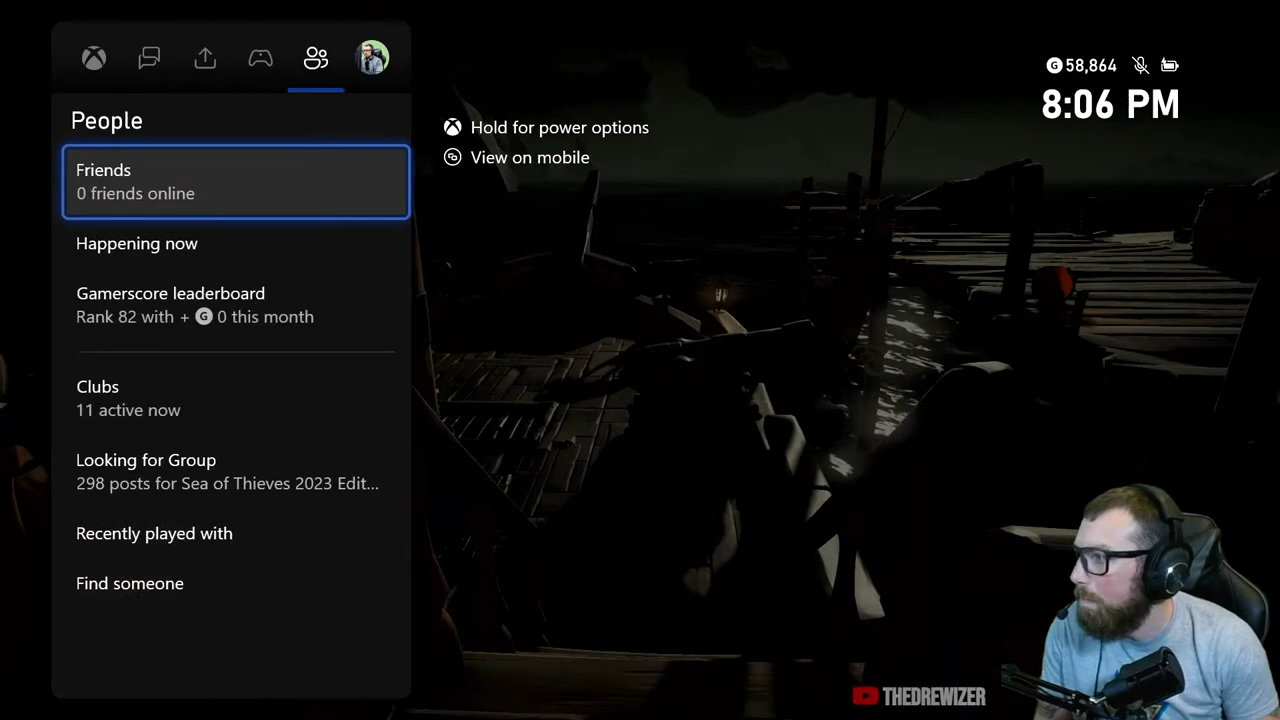 G 58,864
8:06 PM
People
Friends
0 friends online
Happening now
Gamerscore leaderboard
Rank 82 with + G 0 this month
Clubs
11 active now
Looking for Group
298 posts for Sea of Thieves 2023 Edit...
Recently played with
Find someone
Hold for power options
View on mobile
THEDREWIZER